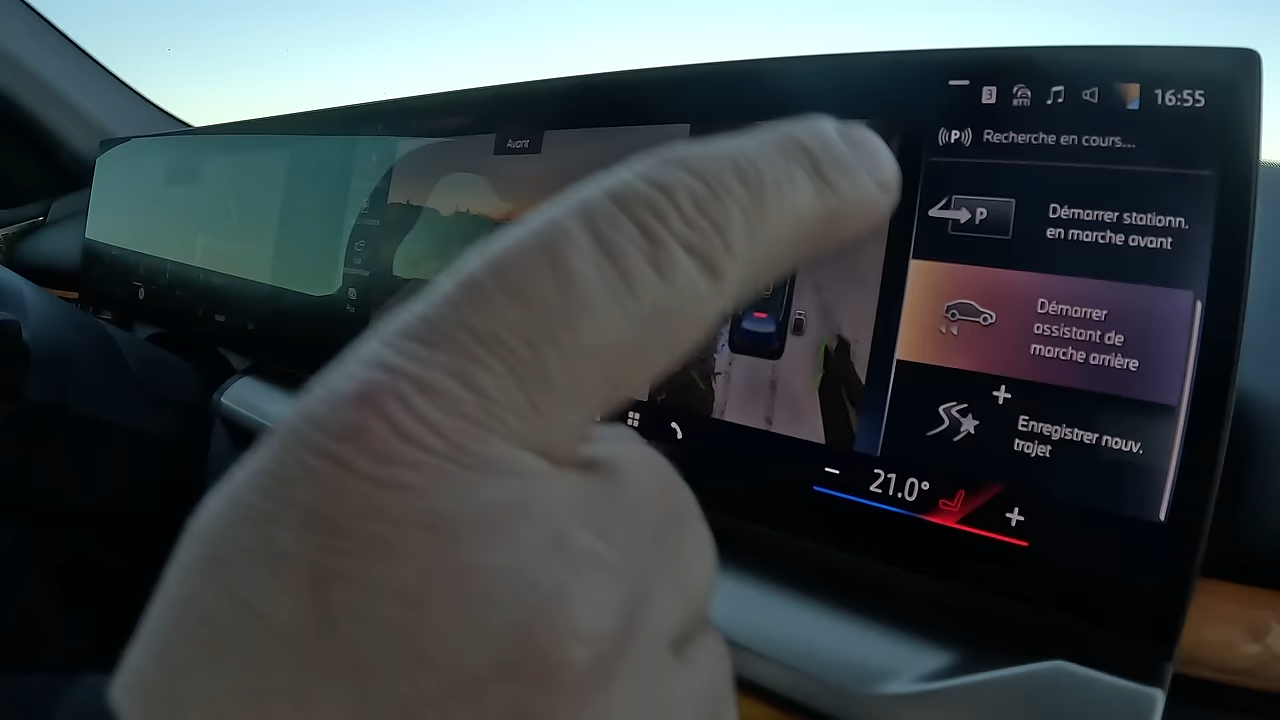 3
16:55
Avant
((P)) Recherche en cours...
P
Démarrer stationn.
en marche avant
Démarrer
assistant de
marche arrière
Enregistrer nouv.
trajet
− 21.0° +